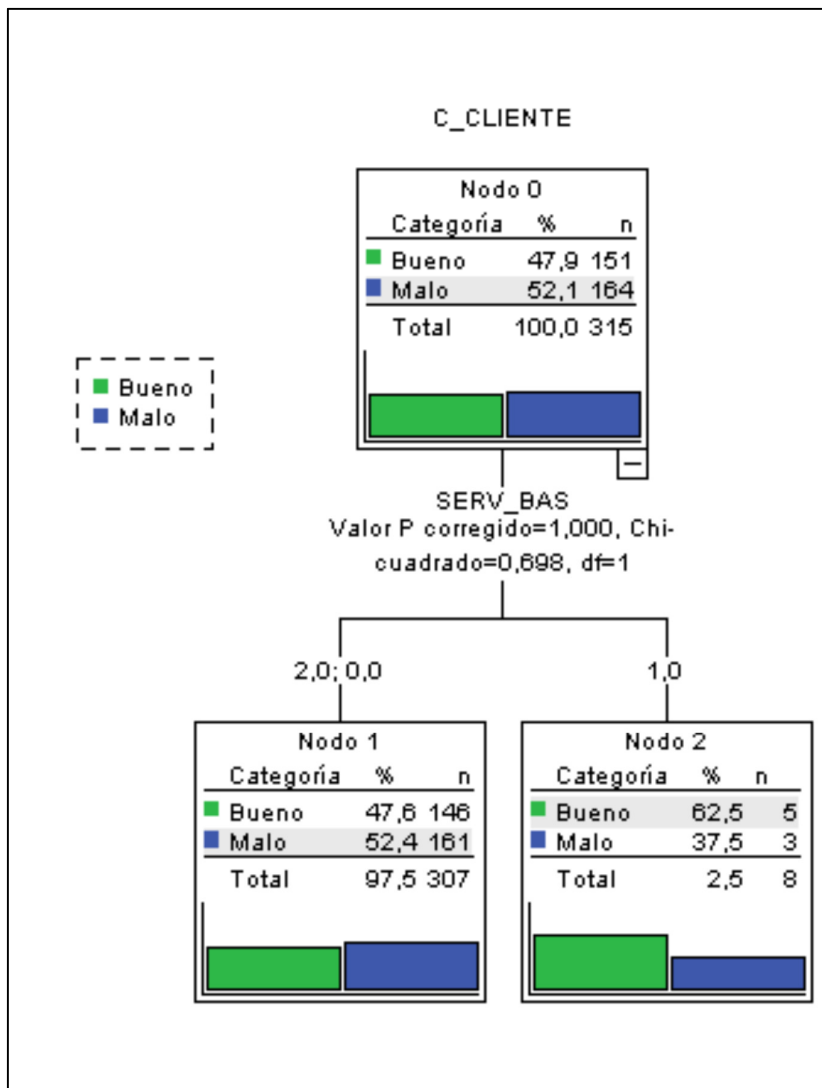 C_CLIENTE
Nodo 0
Categoría % n
Bueno 47,9 151
Malo 52,1 164
Total 100,0 315
Bueno
Malo
SERV_BAS
Valor P corregido=1,000, Chi-
cuadrado=0,698, df=1
2,0; 0,0
1,0
Nodo 1
Categoría % n
Bueno 47,6 146
Malo 52,4 161
Total 97,5 307
Nodo 2
Categoría % n
Bueno 62,5 5
Malo 37,5 3
Total 2,5 8